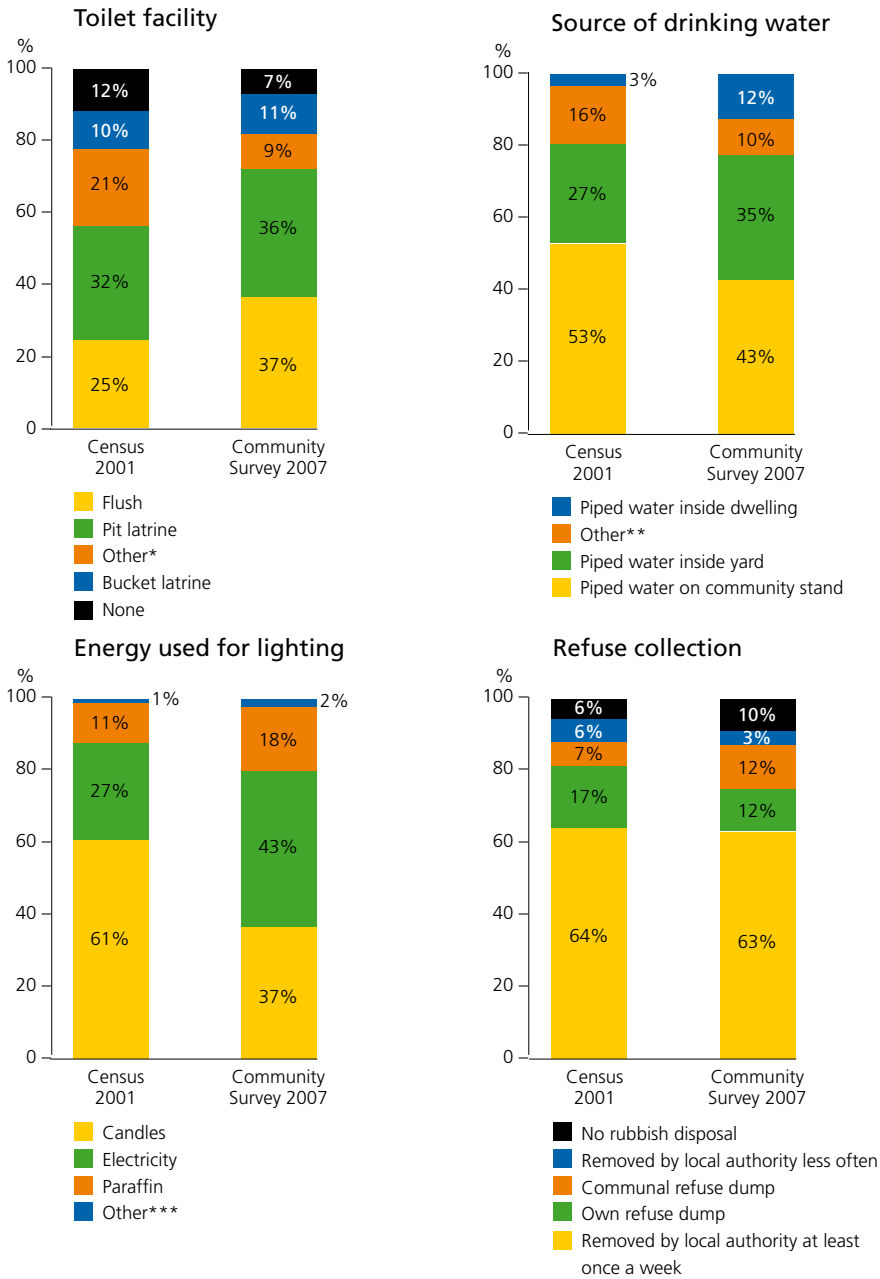 Toilet facility
%
100
80
60
40
20
0
12%
10%
21%
32%
25%
7%
11%
9%
36%
37%
Census
2001
Community
Survey 2007
Flush
Pit latrine
Other*
Bucket latrine
None
Source of drinking water
%
100
80
60
40
20
0
3%
16%
27%
53%
12%
10%
35%
43%
Census
2001
Community
Survey 2007
Piped water inside dwelling
Other**
Piped water inside yard
Piped water on community stand
Energy used for lighting
%
100
80
60
40
20
0
1%
11%
27%
61%
2%
18%
43%
37%
Census
2001
Community
Survey 2007
Candles
Electricity
Paraffin
Other***
Refuse collection
%
100
80
60
40
20
0
6%
6%
7%
17%
64%
10%
3%
12%
12%
63%
Census
2001
Community
Survey 2007
No rubbish disposal
Removed by local authority less often
Communal refuse dump
Own refuse dump
Removed by local authority at least
once a week